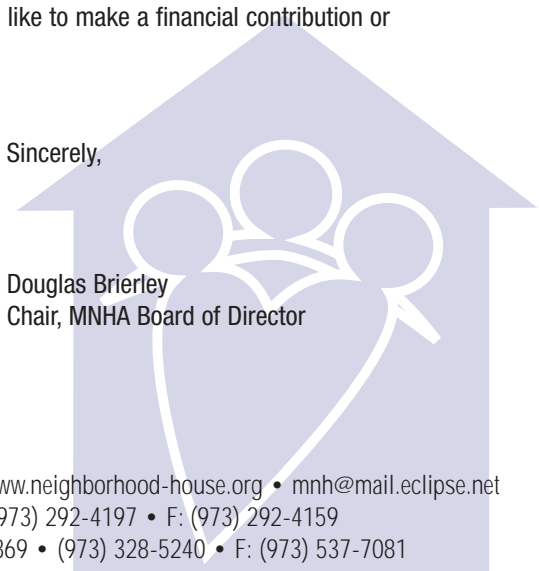 like to make a financial contribution or
Sincerely,
Douglas Brierley
Chair, MNHA Board of Director
ww.neighborhood-house.org • mnh@mail.eclipse.net
973) 292-4197 • F: (973) 292-4159
869 • (973) 328-5240 • F: (973) 537-7081